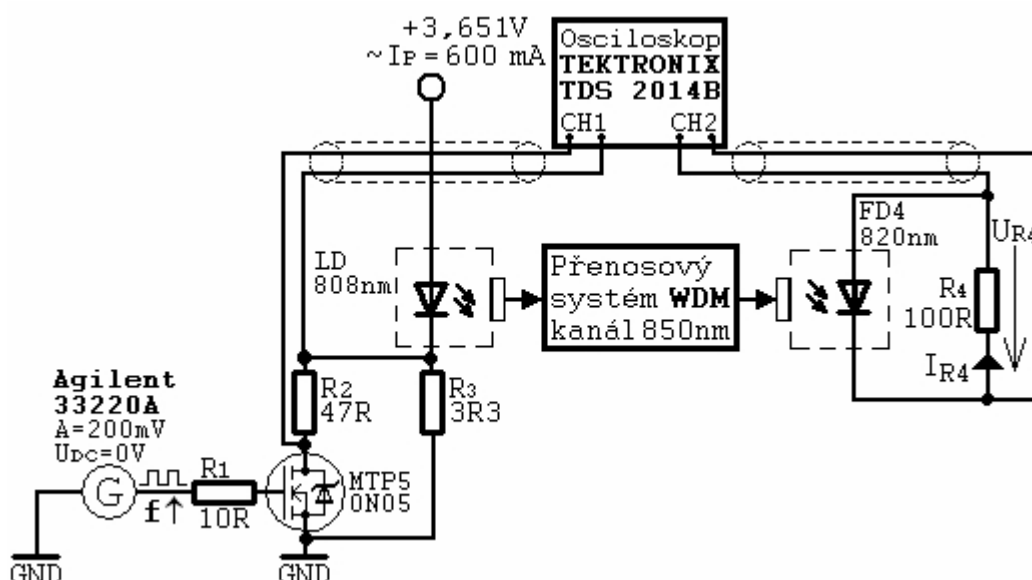 +3,651V
~IP=600 mA
Osciloskop
TEKTRONIX
TDS 2014B
CH1
CH2
LD
808nm
Přenosový
systém WDM
kanál 850nm
FD4
820nm
UR4
R4
100R
IR4
R2
47R
R3
3R3
Agilent
33220A
A=200mV
UDC=0V
G
f↑
R1
10R
MTP5
0N05
GND
GND